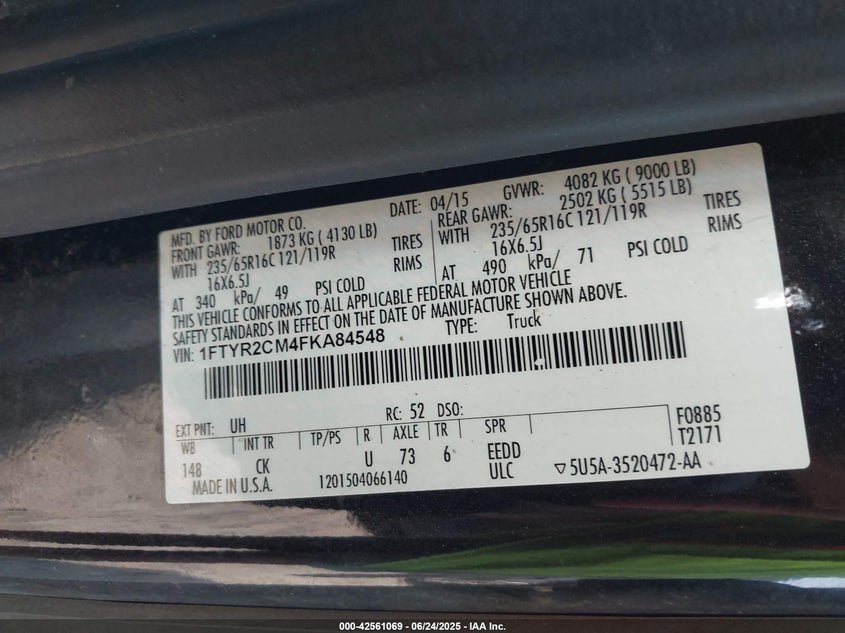 MFD. BY FORD MOTOR CO.
DATE: 04/15
GVWR: 4082 KG ( 9000 LB)
FRONT GAWR: 1873 KG ( 4130 LB)
REAR GAWR: 2502 KG ( 5515 LB)
WITH 235/65R16C 121/119R TIRES
WITH 235/65R16C 121/119R TIRES
16X6.5J RIMS
16X6.5J RIMS
AT 340 kPa/ 49 PSI COLD
AT 490 kPa/ 71 PSI COLD
THIS VEHICLE CONFORMS TO ALL APPLICABLE FEDERAL MOTOR VEHICLE
SAFETY STANDARDS IN EFFECT ON THE DATE OF MANUFACTURE SHOWN ABOVE.
VIN: 1FTYR2CM4FKA84548
TYPE: Truck
EXT PNT: UH RC: 52 DSO:
WB INT TR TP/PS R AXLE TR SPR F0885
148 CK U 73 6 EEDD T2171
MADE IN U.S.A. 1201504066140 ULC ▽5U5A-3520472-AA
000-42561069 - 06/24/2025 - IAA Inc.